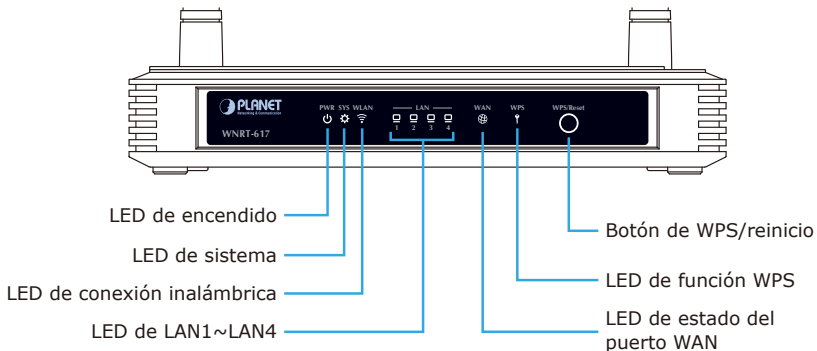 PLANET
Networking & Communication
WNRT-617
PWR SYS WLAN
LAN
1 2 3 4
WAN
WPS
WPS/Reset
LED de encendido
LED de sistema
LED de conexión inalámbrica
LED de LAN1~LAN4
Botón de WPS/reinicio
LED de función WPS
LED de estado del
puerto WAN